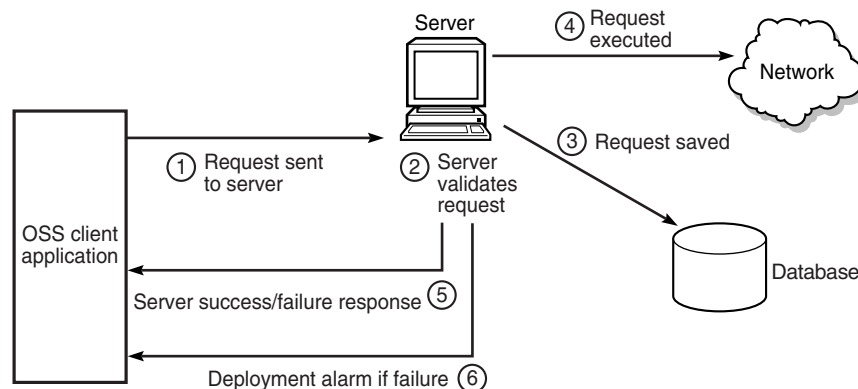 Server
4 Request
executed
Network
1 Request sent
to server
2 Server
validates
request
3 Request saved
OSS client
application
Database
Server success/failure response 5
Deployment alarm if failure 6